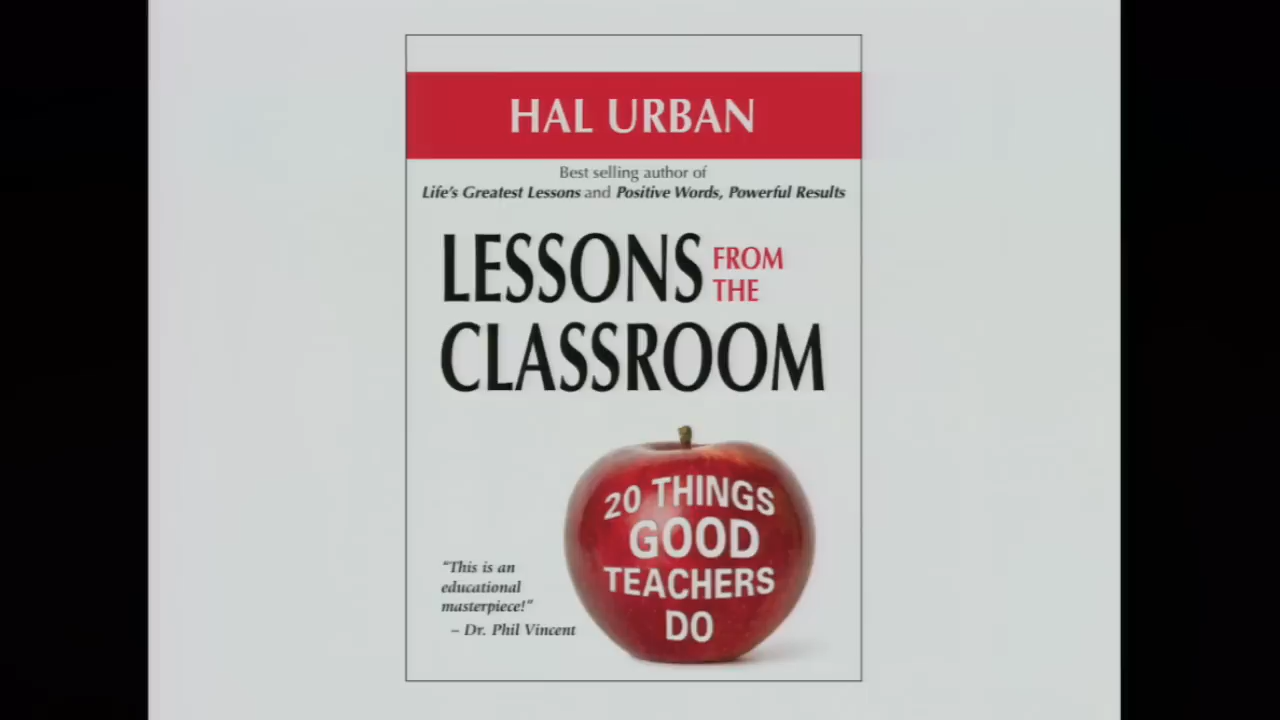 HAL URBAN
Best selling author of
Life's Greatest Lessons and Positive Words, Powerful Results
LESSONS FROM THE
CLASSROOM
20 THINGS
GOOD
TEACHERS
DO
"This is an
educational
masterpiece!"
– Dr. Phil Vincent